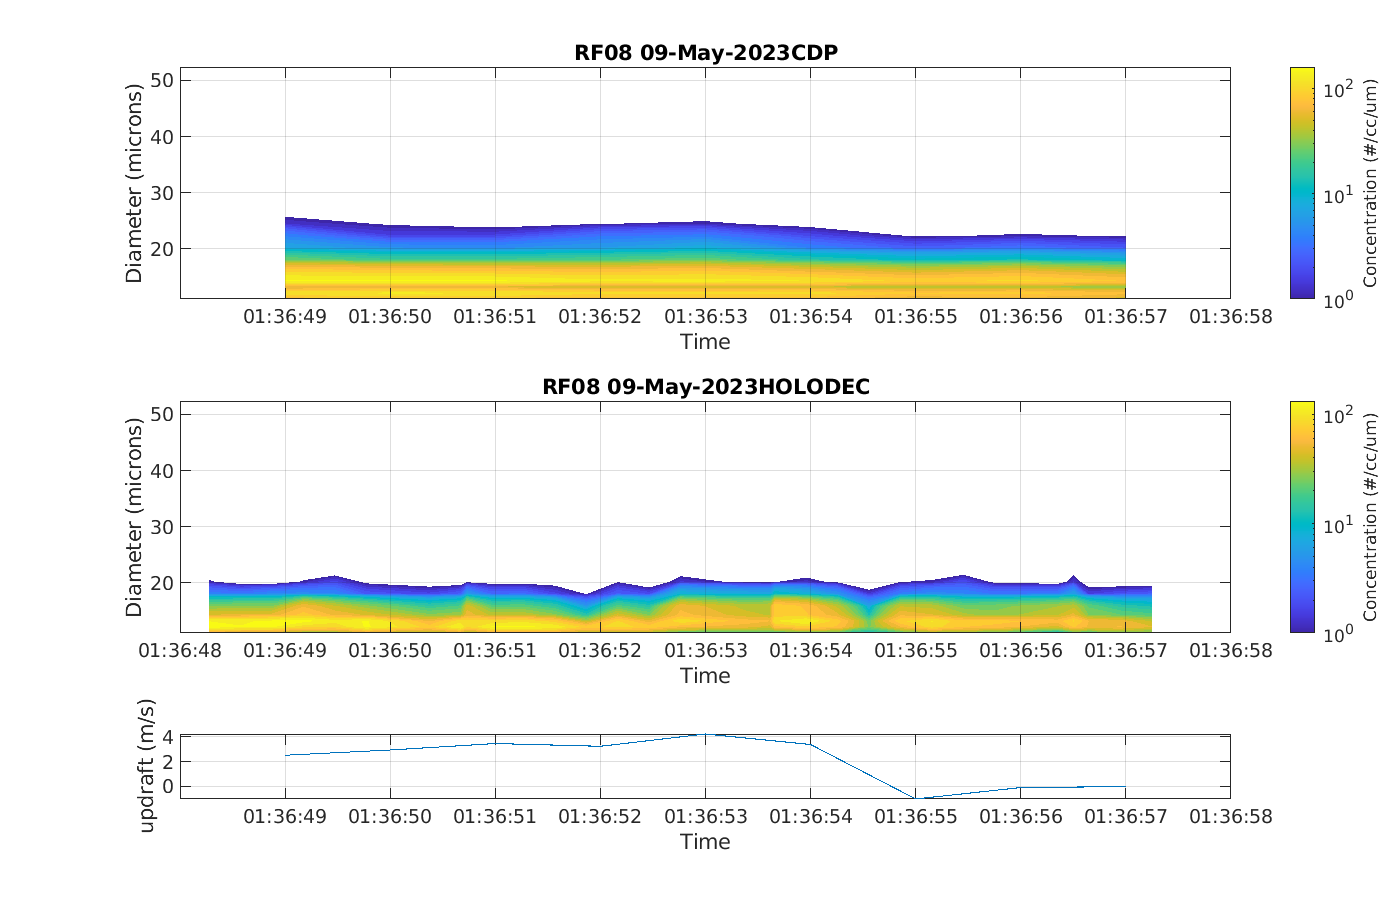 RF08 09-May-2023CDP
50
40
30
20
Diameter (microns)
01:36:49 01:36:50 01:36:51 01:36:52 01:36:53 01:36:54 01:36:55 01:36:56 01:36:57 01:36:58
Time
10^2
10^1
10^0
Concentration (#/cc/um)
RF08 09-May-2023HOLODEC
50
40
30
20
Diameter (microns)
01:36:48 01:36:49 01:36:50 01:36:51 01:36:52 01:36:53 01:36:54 01:36:55 01:36:56 01:36:57 01:36:58
Time
10^2
10^1
10^0
Concentration (#/cc/um)
4
2
0
updraft (m/s)
01:36:49 01:36:50 01:36:51 01:36:52 01:36:53 01:36:54 01:36:55 01:36:56 01:36:57 01:36:58
Time